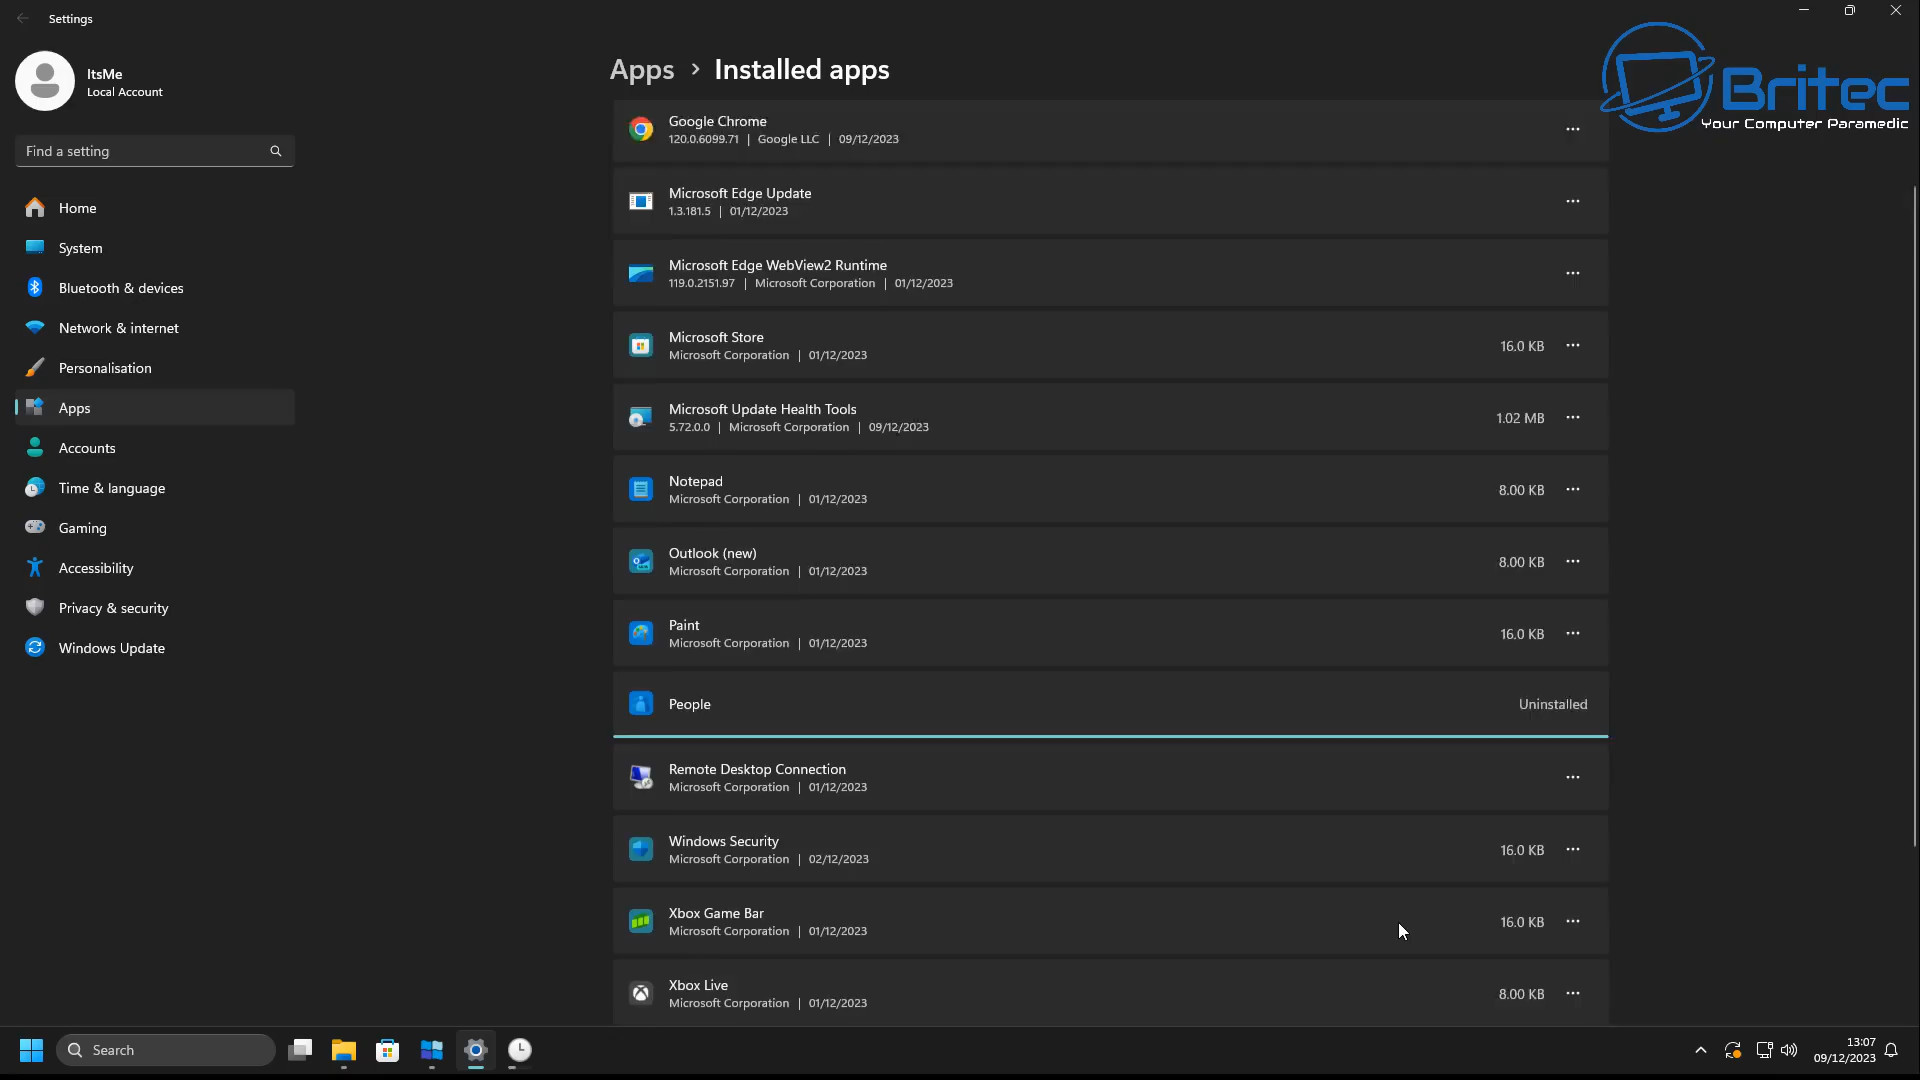 Settings
ItsMe
Local Account
Find a setting
Home
System
Bluetooth & devices
Network & internet
Personalisation
Apps
Accounts
Time & language
Gaming
Accessibility
Privacy & security
Windows Update
Apps > Installed apps
Britec
Your Computer Paramedic
Google Chrome
120.0.6099.71 | Google LLC | 09/12/2023
Microsoft Edge Update
1.3.181.5 | 01/12/2023
Microsoft Edge WebView2 Runtime
119.0.2151.97 | Microsoft Corporation | 01/12/2023
Microsoft Store
Microsoft Corporation | 01/12/2023
16.0 KB
Microsoft Update Health Tools
5.72.0.0 | Microsoft Corporation | 09/12/2023
1.02 MB
Notepad
Microsoft Corporation | 01/12/2023
8.00 KB
Outlook (new)
Microsoft Corporation | 01/12/2023
8.00 KB
Paint
Microsoft Corporation | 01/12/2023
16.0 KB
People
Uninstalled
Remote Desktop Connection
Microsoft Corporation | 01/12/2023
Windows Security
Microsoft Corporation | 02/12/2023
16.0 KB
Xbox Game Bar
Microsoft Corporation | 01/12/2023
16.0 KB
Xbox Live
Microsoft Corporation | 01/12/2023
8.00 KB
Search
13:07
09/12/2023